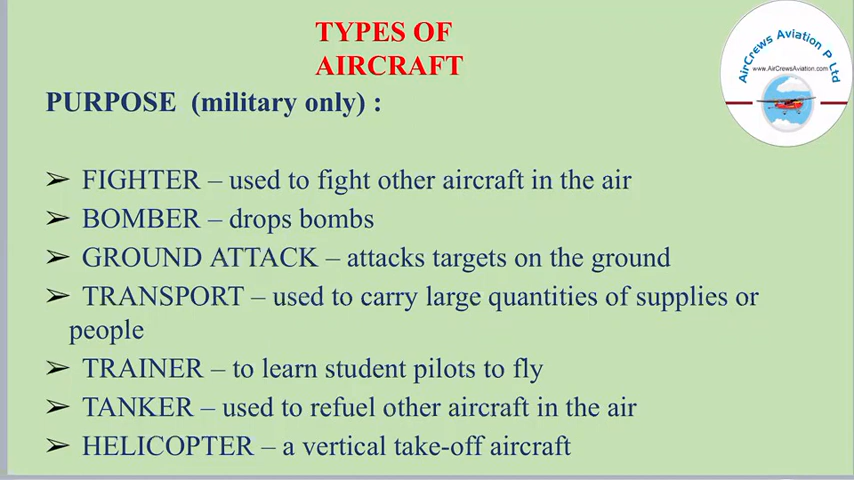 TYPES OF
AIRCRAFT
AirCrews Aviation P Ltd
www.AirCrewsAviation.com
PURPOSE (military only) :
➢ FIGHTER – used to fight other aircraft in the air
➢ BOMBER – drops bombs
➢ GROUND ATTACK – attacks targets on the ground
➢ TRANSPORT – used to carry large quantities of supplies or
people
➢ TRAINER – to learn student pilots to fly
➢ TANKER – used to refuel other aircraft in the air
➢ HELICOPTER – a vertical take-off aircraft